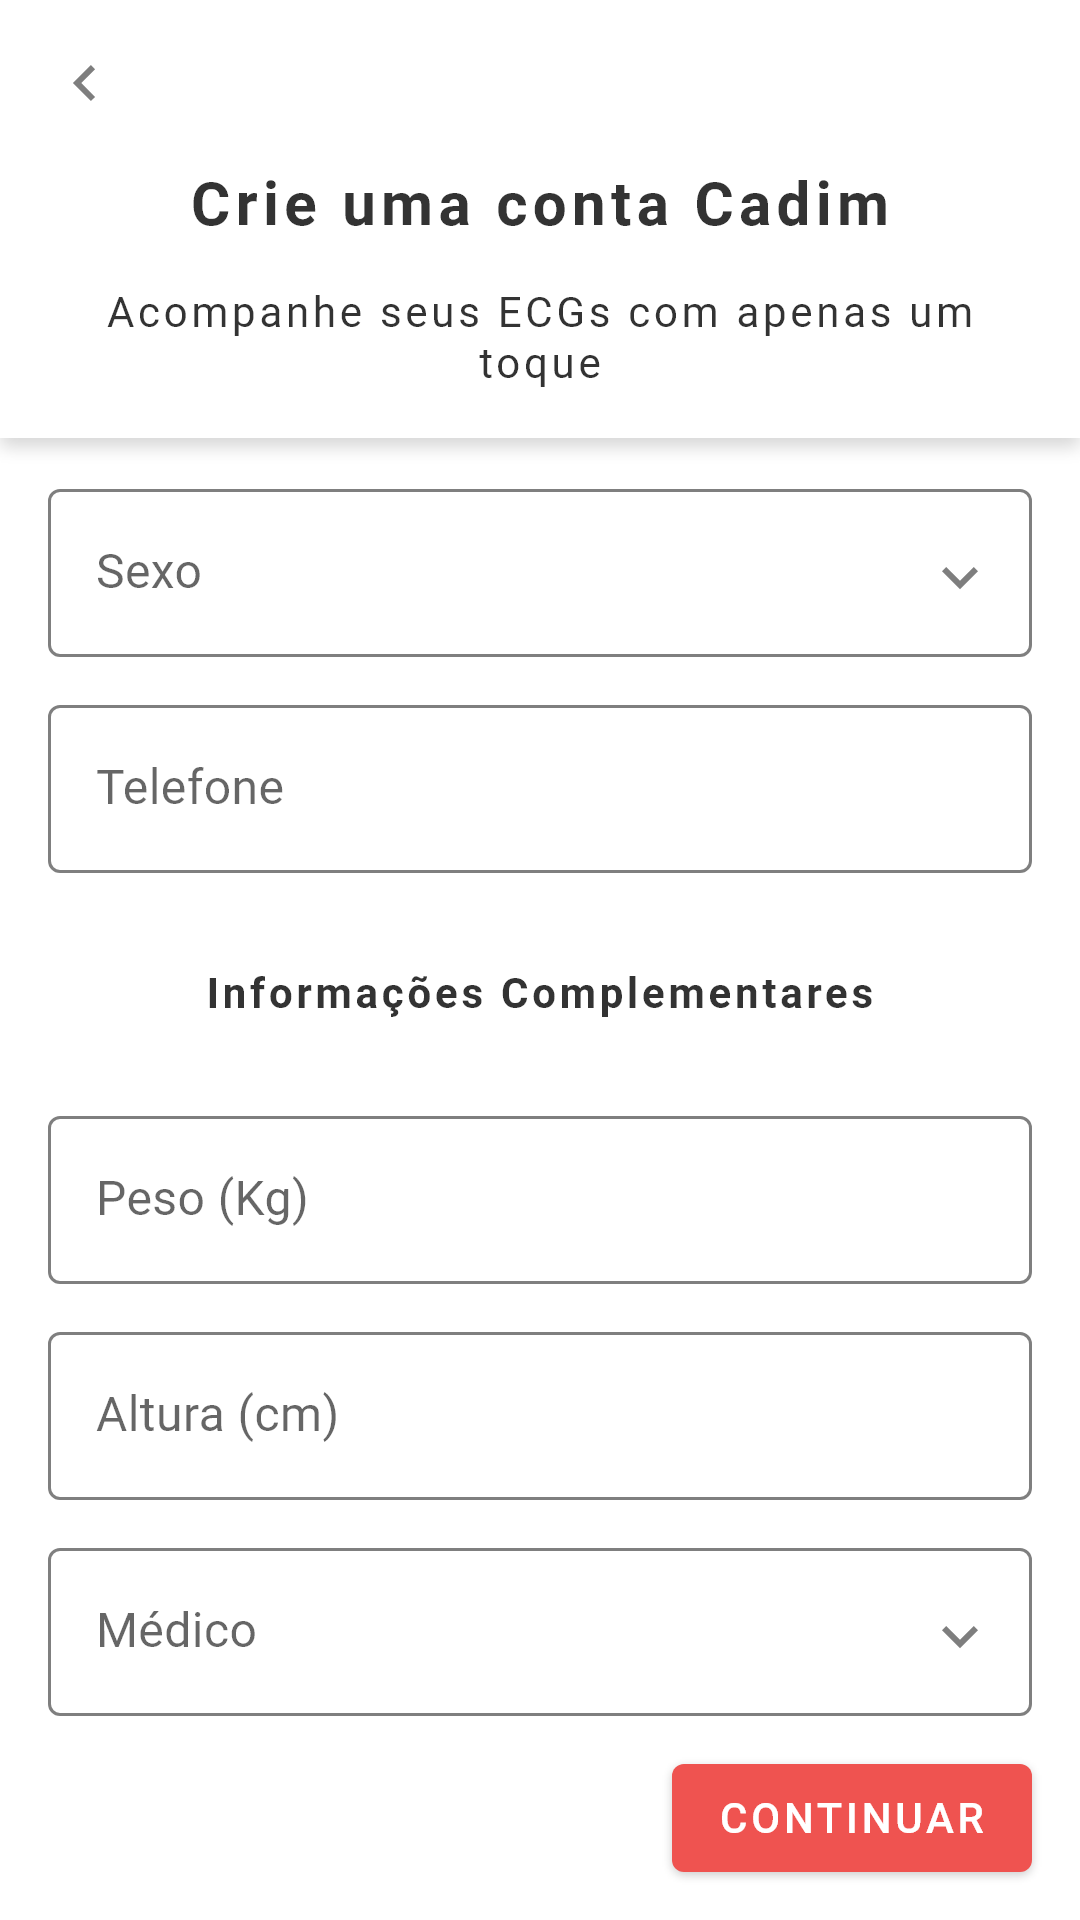 Crie uma conta Cadim
Acompanhe seus ECGs com apenas um
toque
Sexo
Telefone
Informações Complementares
Peso (Kg)
Altura (cm)
Médico
CONTINUAR